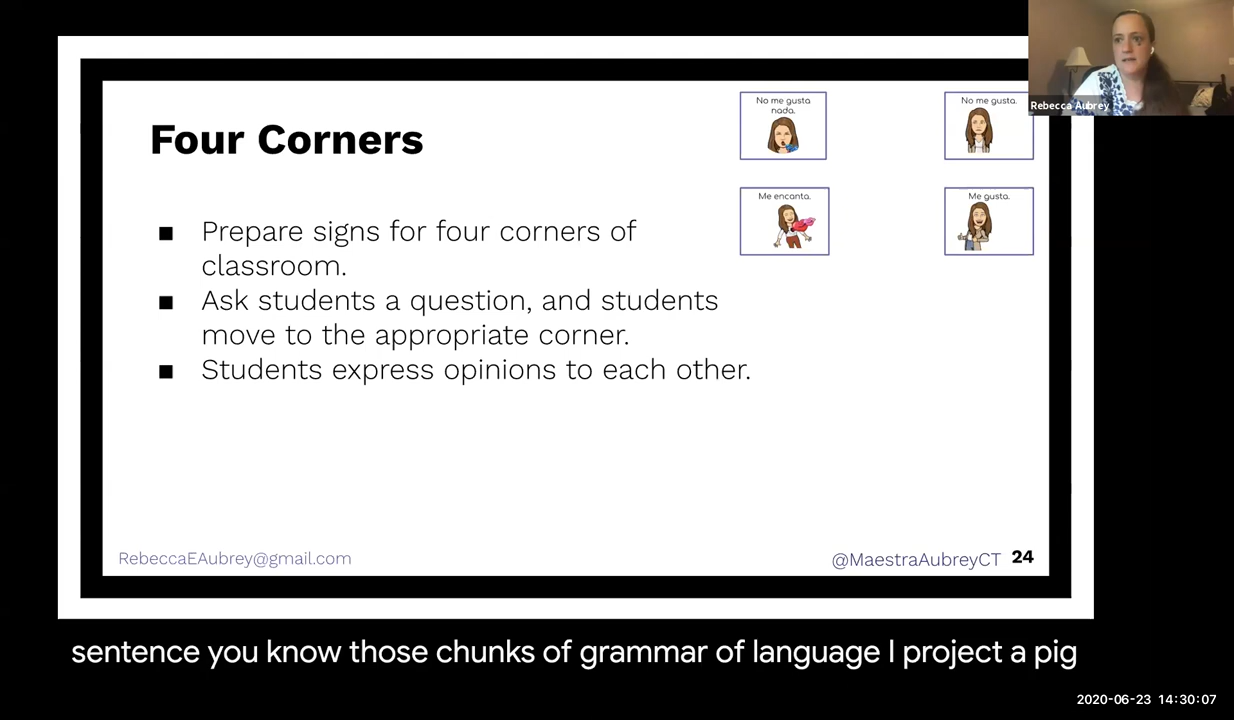 Rebecca Aubrey
Four Corners
No me gusta
nada.
No me gusta.
Me encanta.
Me gusta.
■ Prepare signs for four corners of
classroom.
■ Ask students a question, and students
move to the appropriate corner.
■ Students express opinions to each other.
RebeccaEAubrey@gmail.com
@MaestraAubreyCT 24
sentence you know those chunks of grammar of language I project a pig
2020-06-23 14:30:07